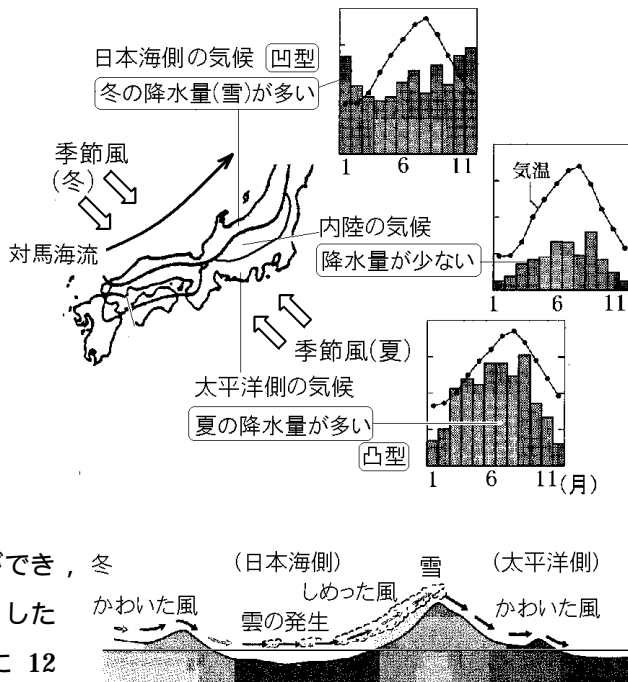 日本海側の気候 凹型
冬の降水量(雪)が多い
1 6 11
季節風
(冬)
対馬海流
気温
内陸の気候
降水量が少ない
1 6 11
季節風(夏)
太平洋側の気候
夏の降水量が多い
凸型
1 6 11(月)
ができ，
した
に 12
冬 (日本海側) 雪 (太平洋側)
かわいた風 しめった風 かわいた風
雲の発生